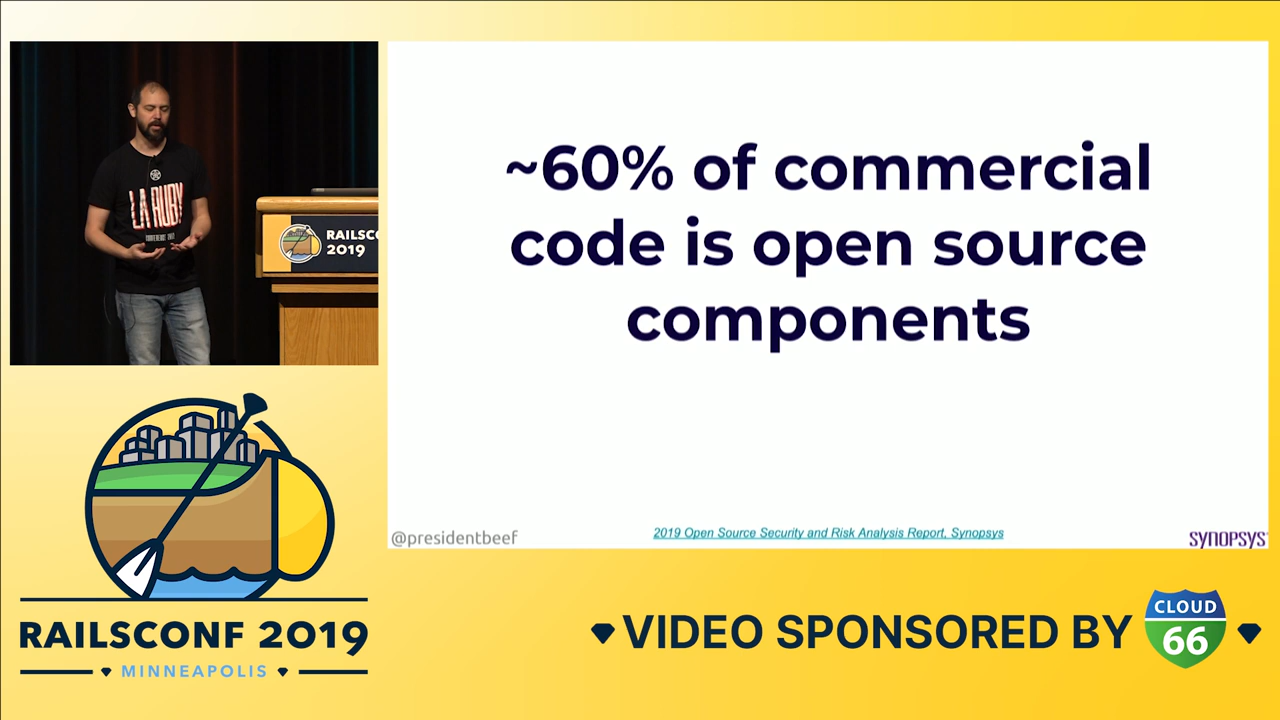 LA RUBY
RAILSCONF
2019
~60% of commercial
code is open source
components
@presidentbeef
2019 Open Source Security and Risk Analysis Report, Synopsys
SYNOPSYS
RAILSCONF 2019
MINNEAPOLIS
VIDEO SPONSORED BY
CLOUD
66